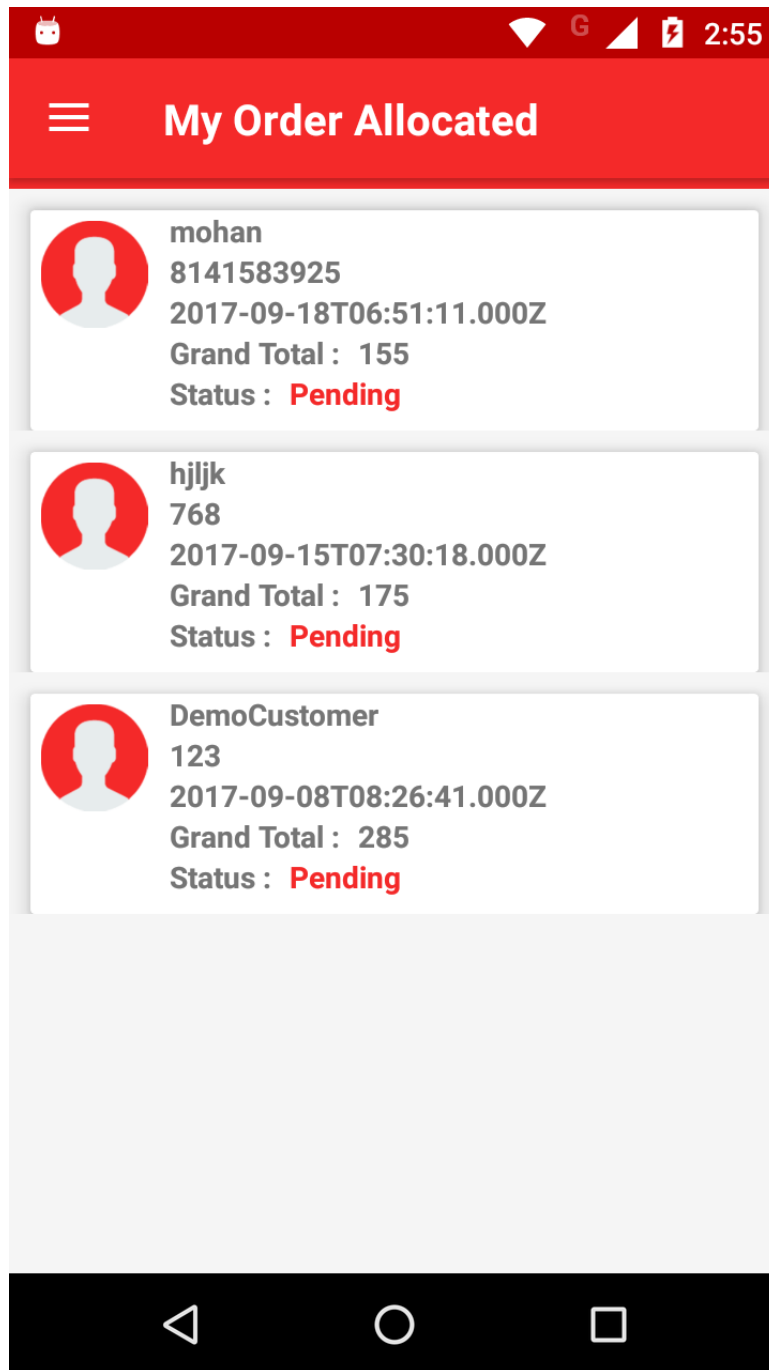 G 2:55
My Order Allocated
mohan
8141583925
2017-09-18T06:51:11.000Z
Grand Total : 155
Status : Pending
hjljk
768
2017-09-15T07:30:18.000Z
Grand Total : 175
Status : Pending
DemoCustomer
123
2017-09-08T08:26:41.000Z
Grand Total : 285
Status : Pending